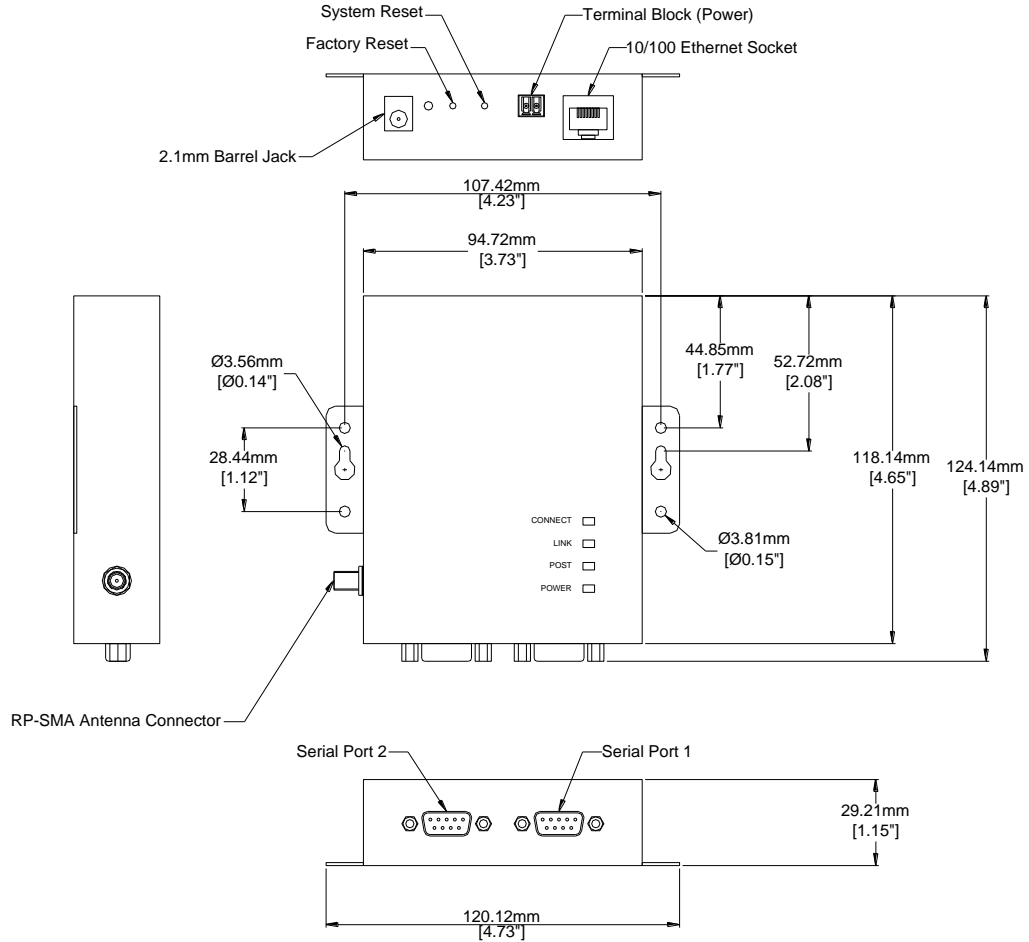 System Reset
Terminal Block (Power)
Factory Reset
10/100 Ethernet Socket
2.1mm Barrel Jack
107.42mm
[4.23"]
94.72mm
[3.73"]
Ø3.56mm
[Ø0.14"]
44.85mm
[1.77"]
52.72mm
[2.08"]
28.44mm
[1.12"]
118.14mm
[4.65"]
124.14mm
[4.89"]
CONNECT
LINK
POST
POWER
Ø3.81mm
[Ø0.15"]
RP-SMA Antenna Connector
Serial Port 2
Serial Port 1
29.21mm
[1.15"]
120.12mm
[4.73"]